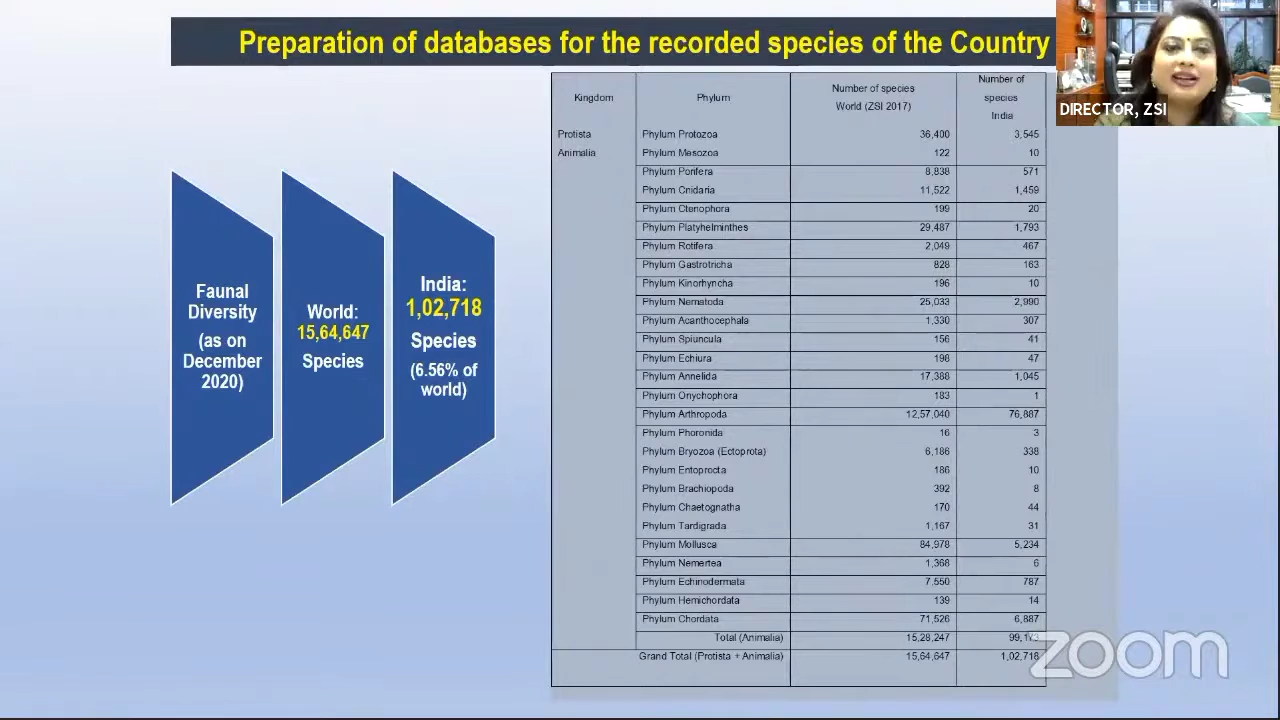 Preparation of databases for the recorded species of the Country
DIRECTOR, ZSI
Faunal
Diversity
(as on
December
2020)
World:
15,64,647
Species
India:
1,02,718
Species
(6.56% of
world)
Kingdom Phylum Number of species World (ZSI 2017) Number of species India
Protista Phylum Protozoa 36,400 3,545
Animalia Phylum Mesozoa 122 10
Phylum Porifera 8,838 571
Phylum Cnidaria 11,522 1,459
Phylum Ctenophora 199 20
Phylum Platyhelminthes 29,487 1,793
Phylum Rotifera 2,049 467
Phylum Gastrotricha 828 163
Phylum Kinorhyncha 196 10
Phylum Nematoda 25,033 2,990
Phylum Acanthocephala 1,330 307
Phylum Spiuncula 156 41
Phylum Echiura 198 47
Phylum Annelida 17,388 1,045
Phylum Onychophora 183 1
Phylum Arthropoda 12,57,040 76,887
Phylum Phoronida 16 3
Phylum Bryozoa (Ectoprota) 6,186 338
Phylum Entoprocta 186 10
Phylum Brachiopoda 392 8
Phylum Chaetognatha 170 44
Phylum Tardigrada 1,167 31
Phylum Mollusca 84,978 5,234
Phylum Nemertea 1,368 6
Phylum Echinodermata 7,550 787
Phylum Hemichordata 139 14
Phylum Chordata 71,526 6,887
Total (Animalia) 15,28,247
Grand Total (Protista + Animalia) 15,64,647 1,02,718
zoom